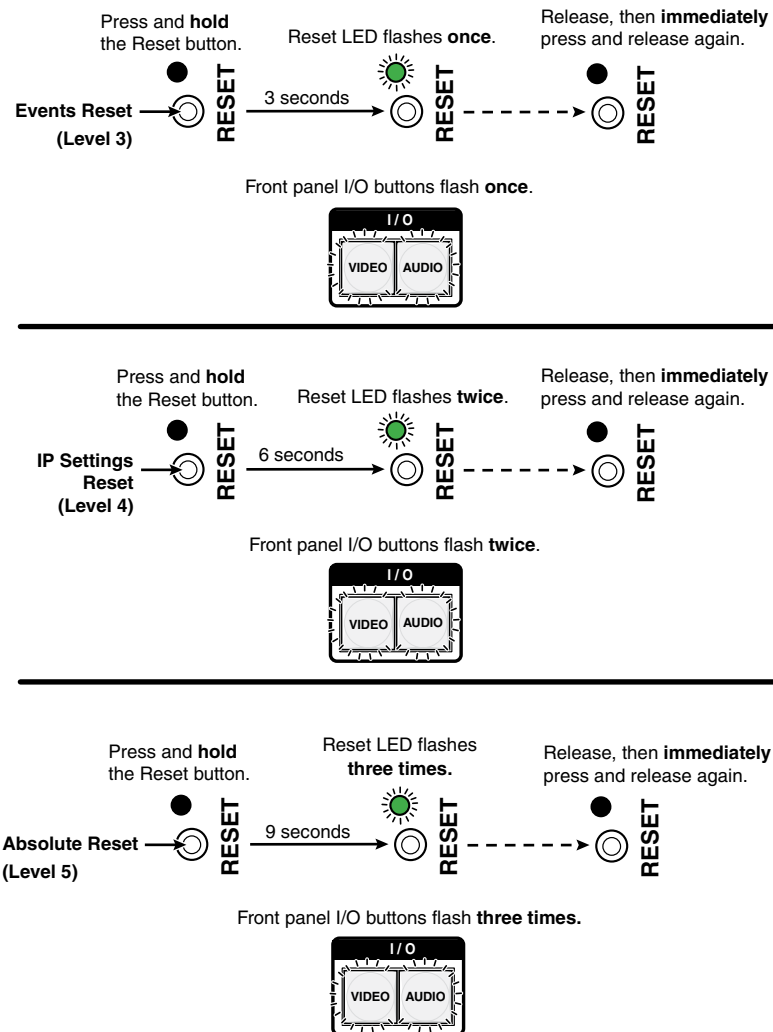 Press and hold
the Reset button.
Reset LED flashes once.
Release, then immediately
press and release again.
Events Reset
(Level 3)
RESET
3 seconds
RESET
RESET
Front panel I/O buttons flash once.
I/O
VIDEO AUDIO
Press and hold
the Reset button.
Reset LED flashes twice.
Release, then immediately
press and release again.
IP Settings
Reset
(Level 4)
RESET
6 seconds
RESET
RESET
Front panel I/O buttons flash twice.
I/O
VIDEO AUDIO
Press and hold
the Reset button.
Reset LED flashes
three times.
Release, then immediately
press and release again.
Absolute Reset
(Level 5)
RESET
9 seconds
RESET
RESET
Front panel I/O buttons flash three times.
I/O
VIDEO AUDIO